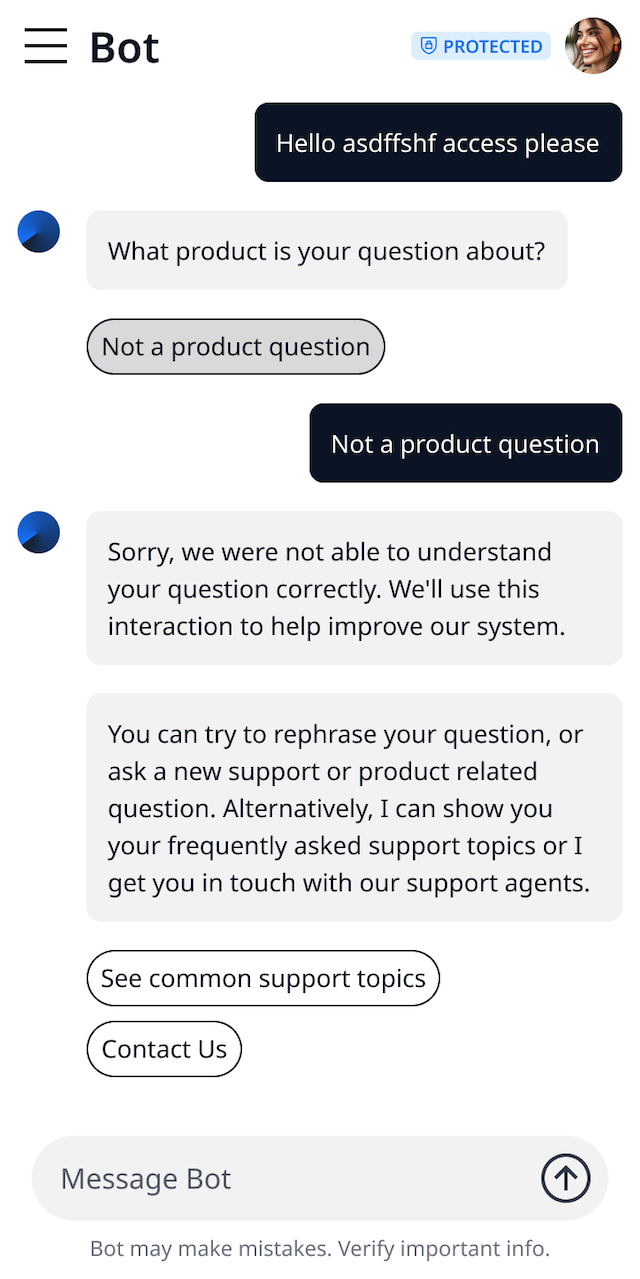 Bot
PROTECTED
Hello asdffshf access please
What product is your question about?
Not a product question
Not a product question
Sorry, we were not able to understand
your question correctly. We'll use this
interaction to help improve our system.
You can try to rephrase your question, or
ask a new support or product related
question. Alternatively, I can show you
your frequently asked support topics or I
get you in touch with our support agents.
See common support topics
Contact Us
Message Bot
Bot may make mistakes. Verify important info.